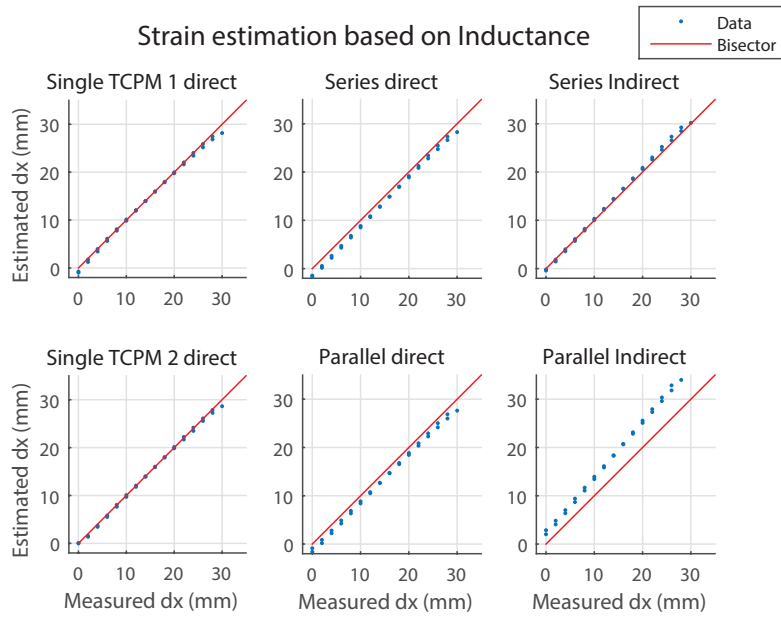 Strain estimation based on Inductance
Data
Bisector
Single TCPM 1 direct
Series direct
Series Indirect
Estimated dx (mm)
30
20
10
0
0 10 20 30
30
20
10
0
0 10 20 30
30
20
10
0
0 10 20 30
Single TCPM 2 direct
Parallel direct
Parallel Indirect
Estimated dx (mm)
30
20
10
0
0 10 20 30
Measured dx (mm)
30
20
10
0
0 10 20 30
Measured dx (mm)
30
20
10
0
0 10 20 30
Measured dx (mm)